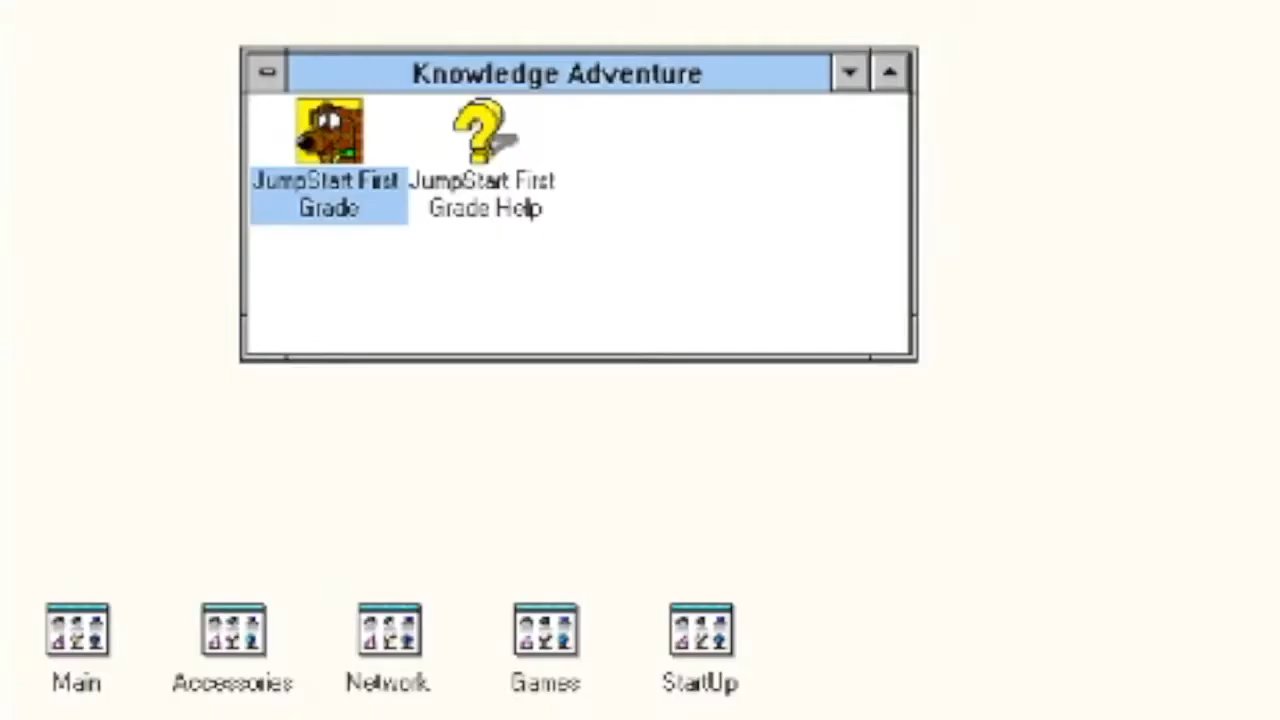 Knowledge Adventure
JumpStart First
Grade
JumpStart First
Grade Help
Main
Accessories
Network
Games
StartUp